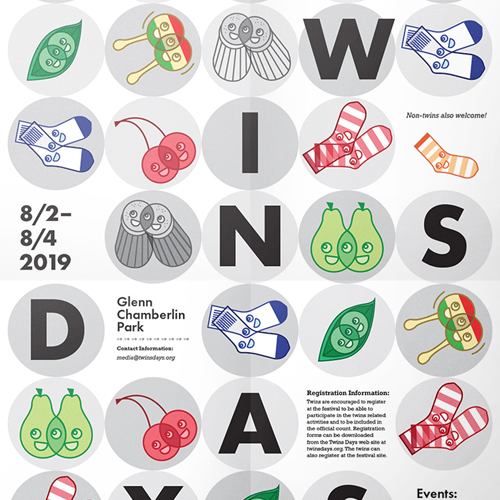 W
I
Non-twins also welcome!
8/2–
8/4
2019
N
S
D
Glenn
Chamberlin
Park
Contact Information:
media@twinsdays.org
A
Registration Information:
Twins are encouraged to register
at the festival to be able to
participate in the twins related
activities and to be included in
the official count. Registration
forms can be downloaded
from the Twins Days web site at
twinsdays.org. The twins can
also register at the festival site.
Y
S
Events: